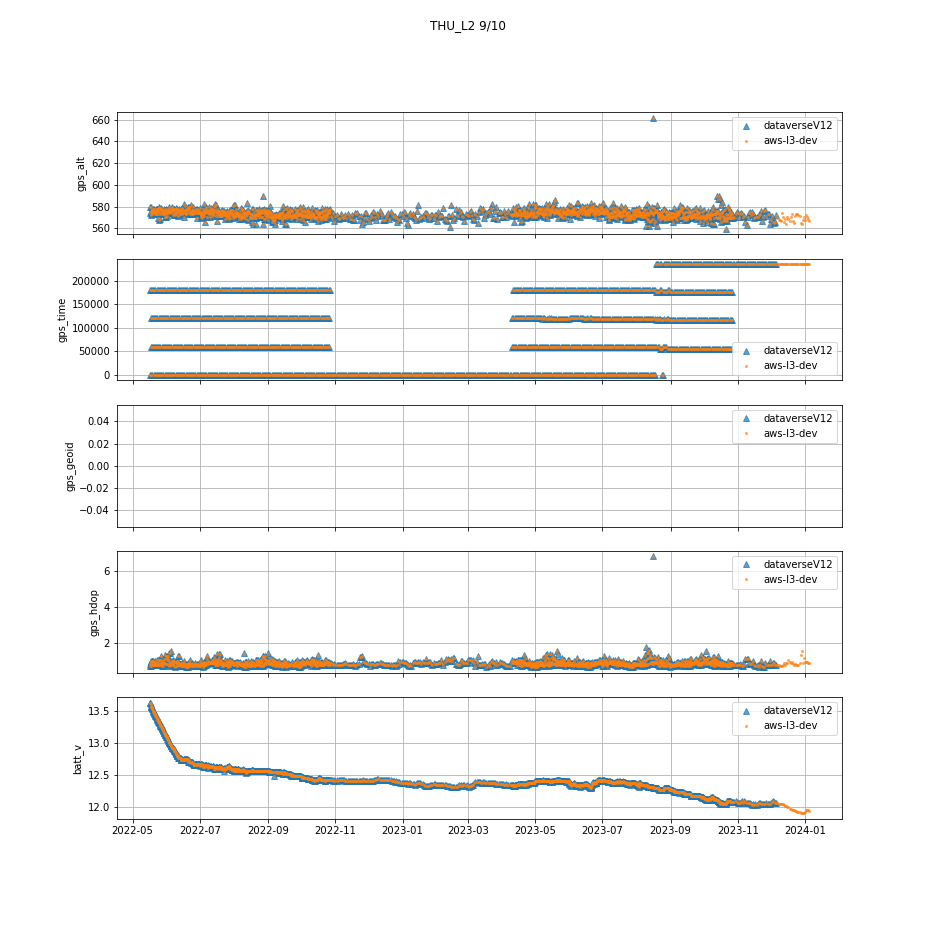 THU_L2 9/10
660
640
620
600
580
560
gps_alt
dataverseV12
aws-l3-dev
200000
150000
100000
50000
0
gps_time
dataverseV12
aws-l3-dev
0.04
0.02
0.00
−0.02
−0.04
gps_geoid
dataverseV12
aws-l3-dev
6
4
2
gps_hdop
dataverseV12
aws-l3-dev
13.5
13.0
12.5
12.0
batt_v
dataverseV12
aws-l3-dev
2022-05 2022-07 2022-09 2022-11 2023-01 2023-03 2023-05 2023-07 2023-09 2023-11 2024-01